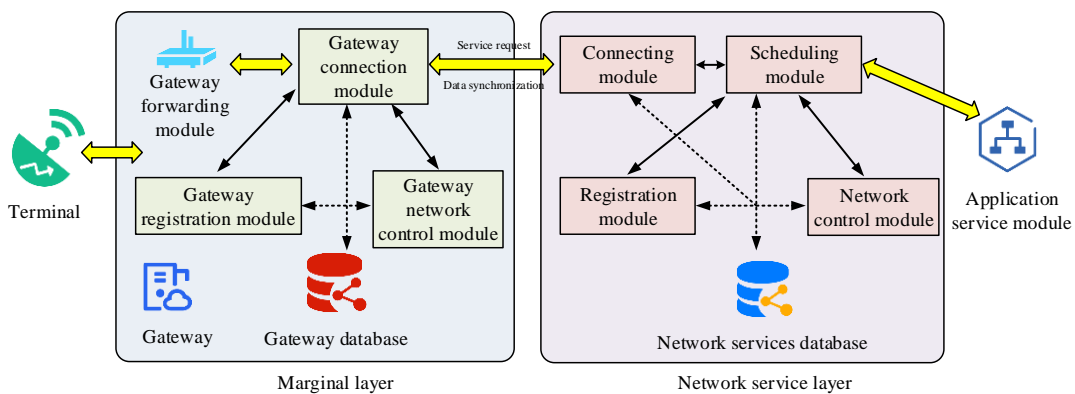 Gateway
forwarding
module
Gateway
connection
module
Service request
Data synchronization
Connecting
module
Scheduling
module
Terminal
Gateway
registration module
Gateway
network
control module
Registration
module
Network
control module
Application
service module
Gateway
Gateway database
Network services database
Marginal layer
Network service layer